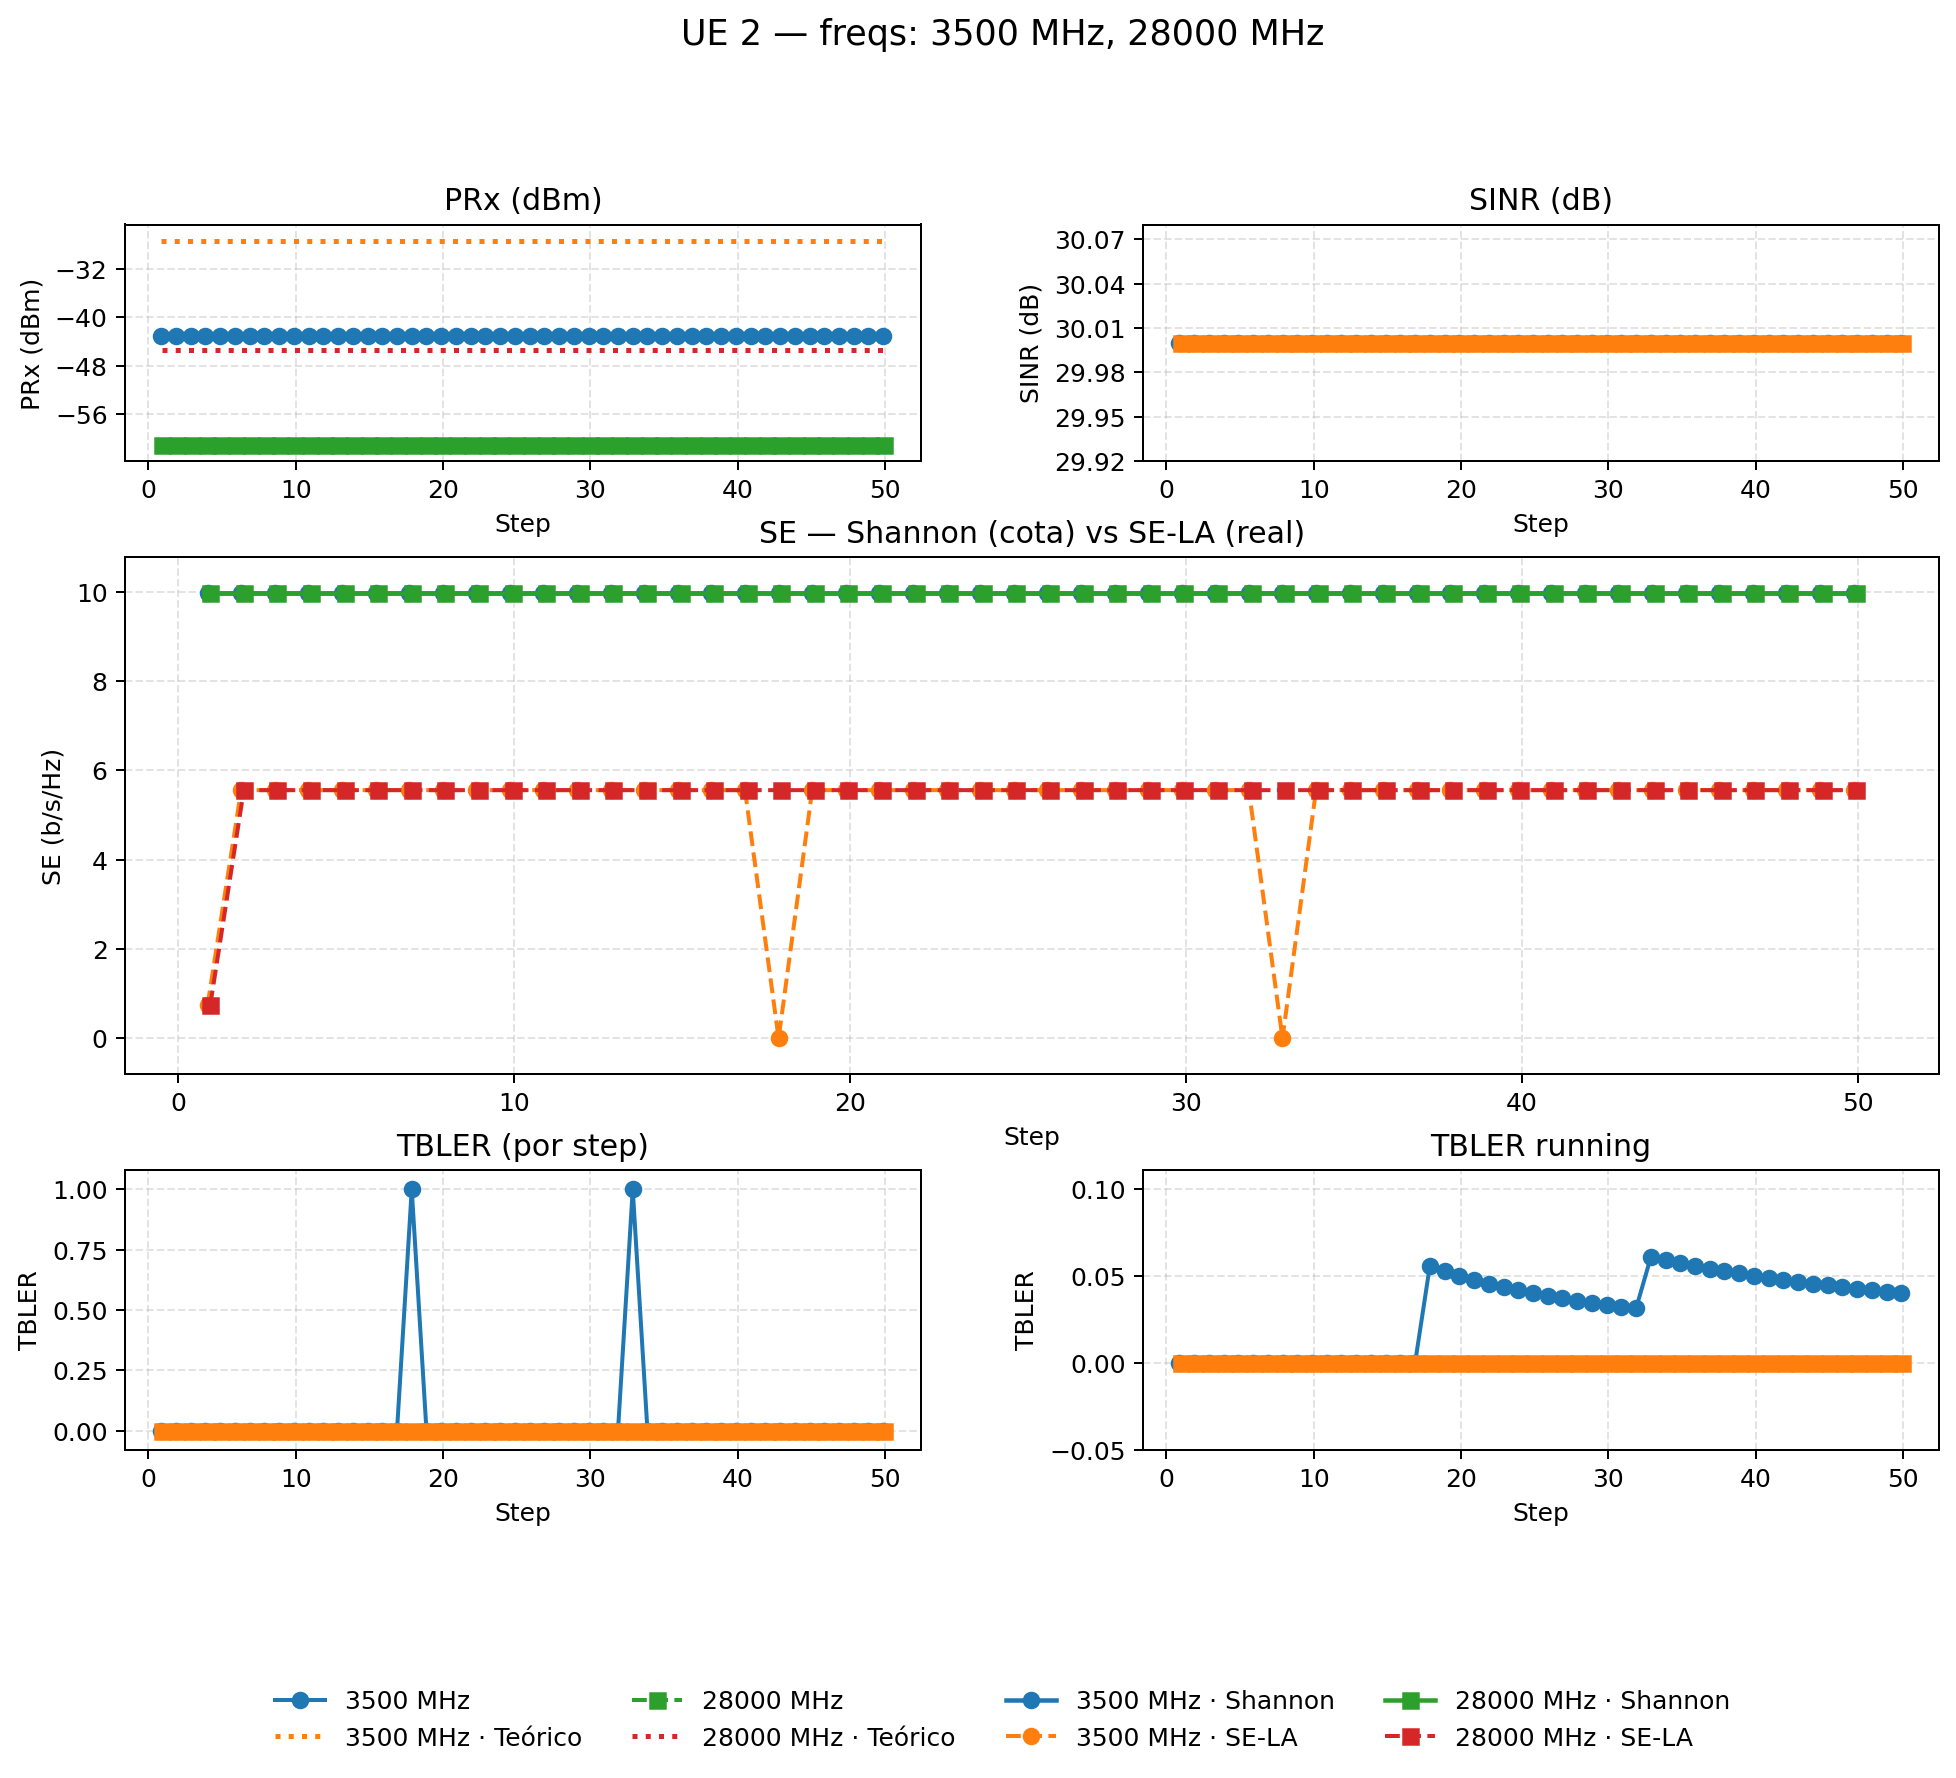 UE 2 — freqs: 3500 MHz, 28000 MHz
PRx (dBm)
PRx (dBm)
−32
−40
−48
−56
0 10 20 30 40 50
Step
SINR (dB)
SINR (dB)
30.07
30.04
30.01
29.98
29.95
29.92
0 10 20 30 40 50
Step
SE — Shannon (cota) vs SE-LA (real)
SE (b/s/Hz)
10
8
6
4
2
0
0 10 20 30 40 50
Step
TBLER (por step)
TBLER
1.00
0.75
0.50
0.25
0.00
0 10 20 30 40 50
Step
TBLER running
TBLER
0.10
0.05
0.00
−0.05
0 10 20 30 40 50
Step
3500 MHz
3500 MHz · Teórico
28000 MHz
28000 MHz · Teórico
3500 MHz · Shannon
3500 MHz · SE-LA
28000 MHz · Shannon
28000 MHz · SE-LA